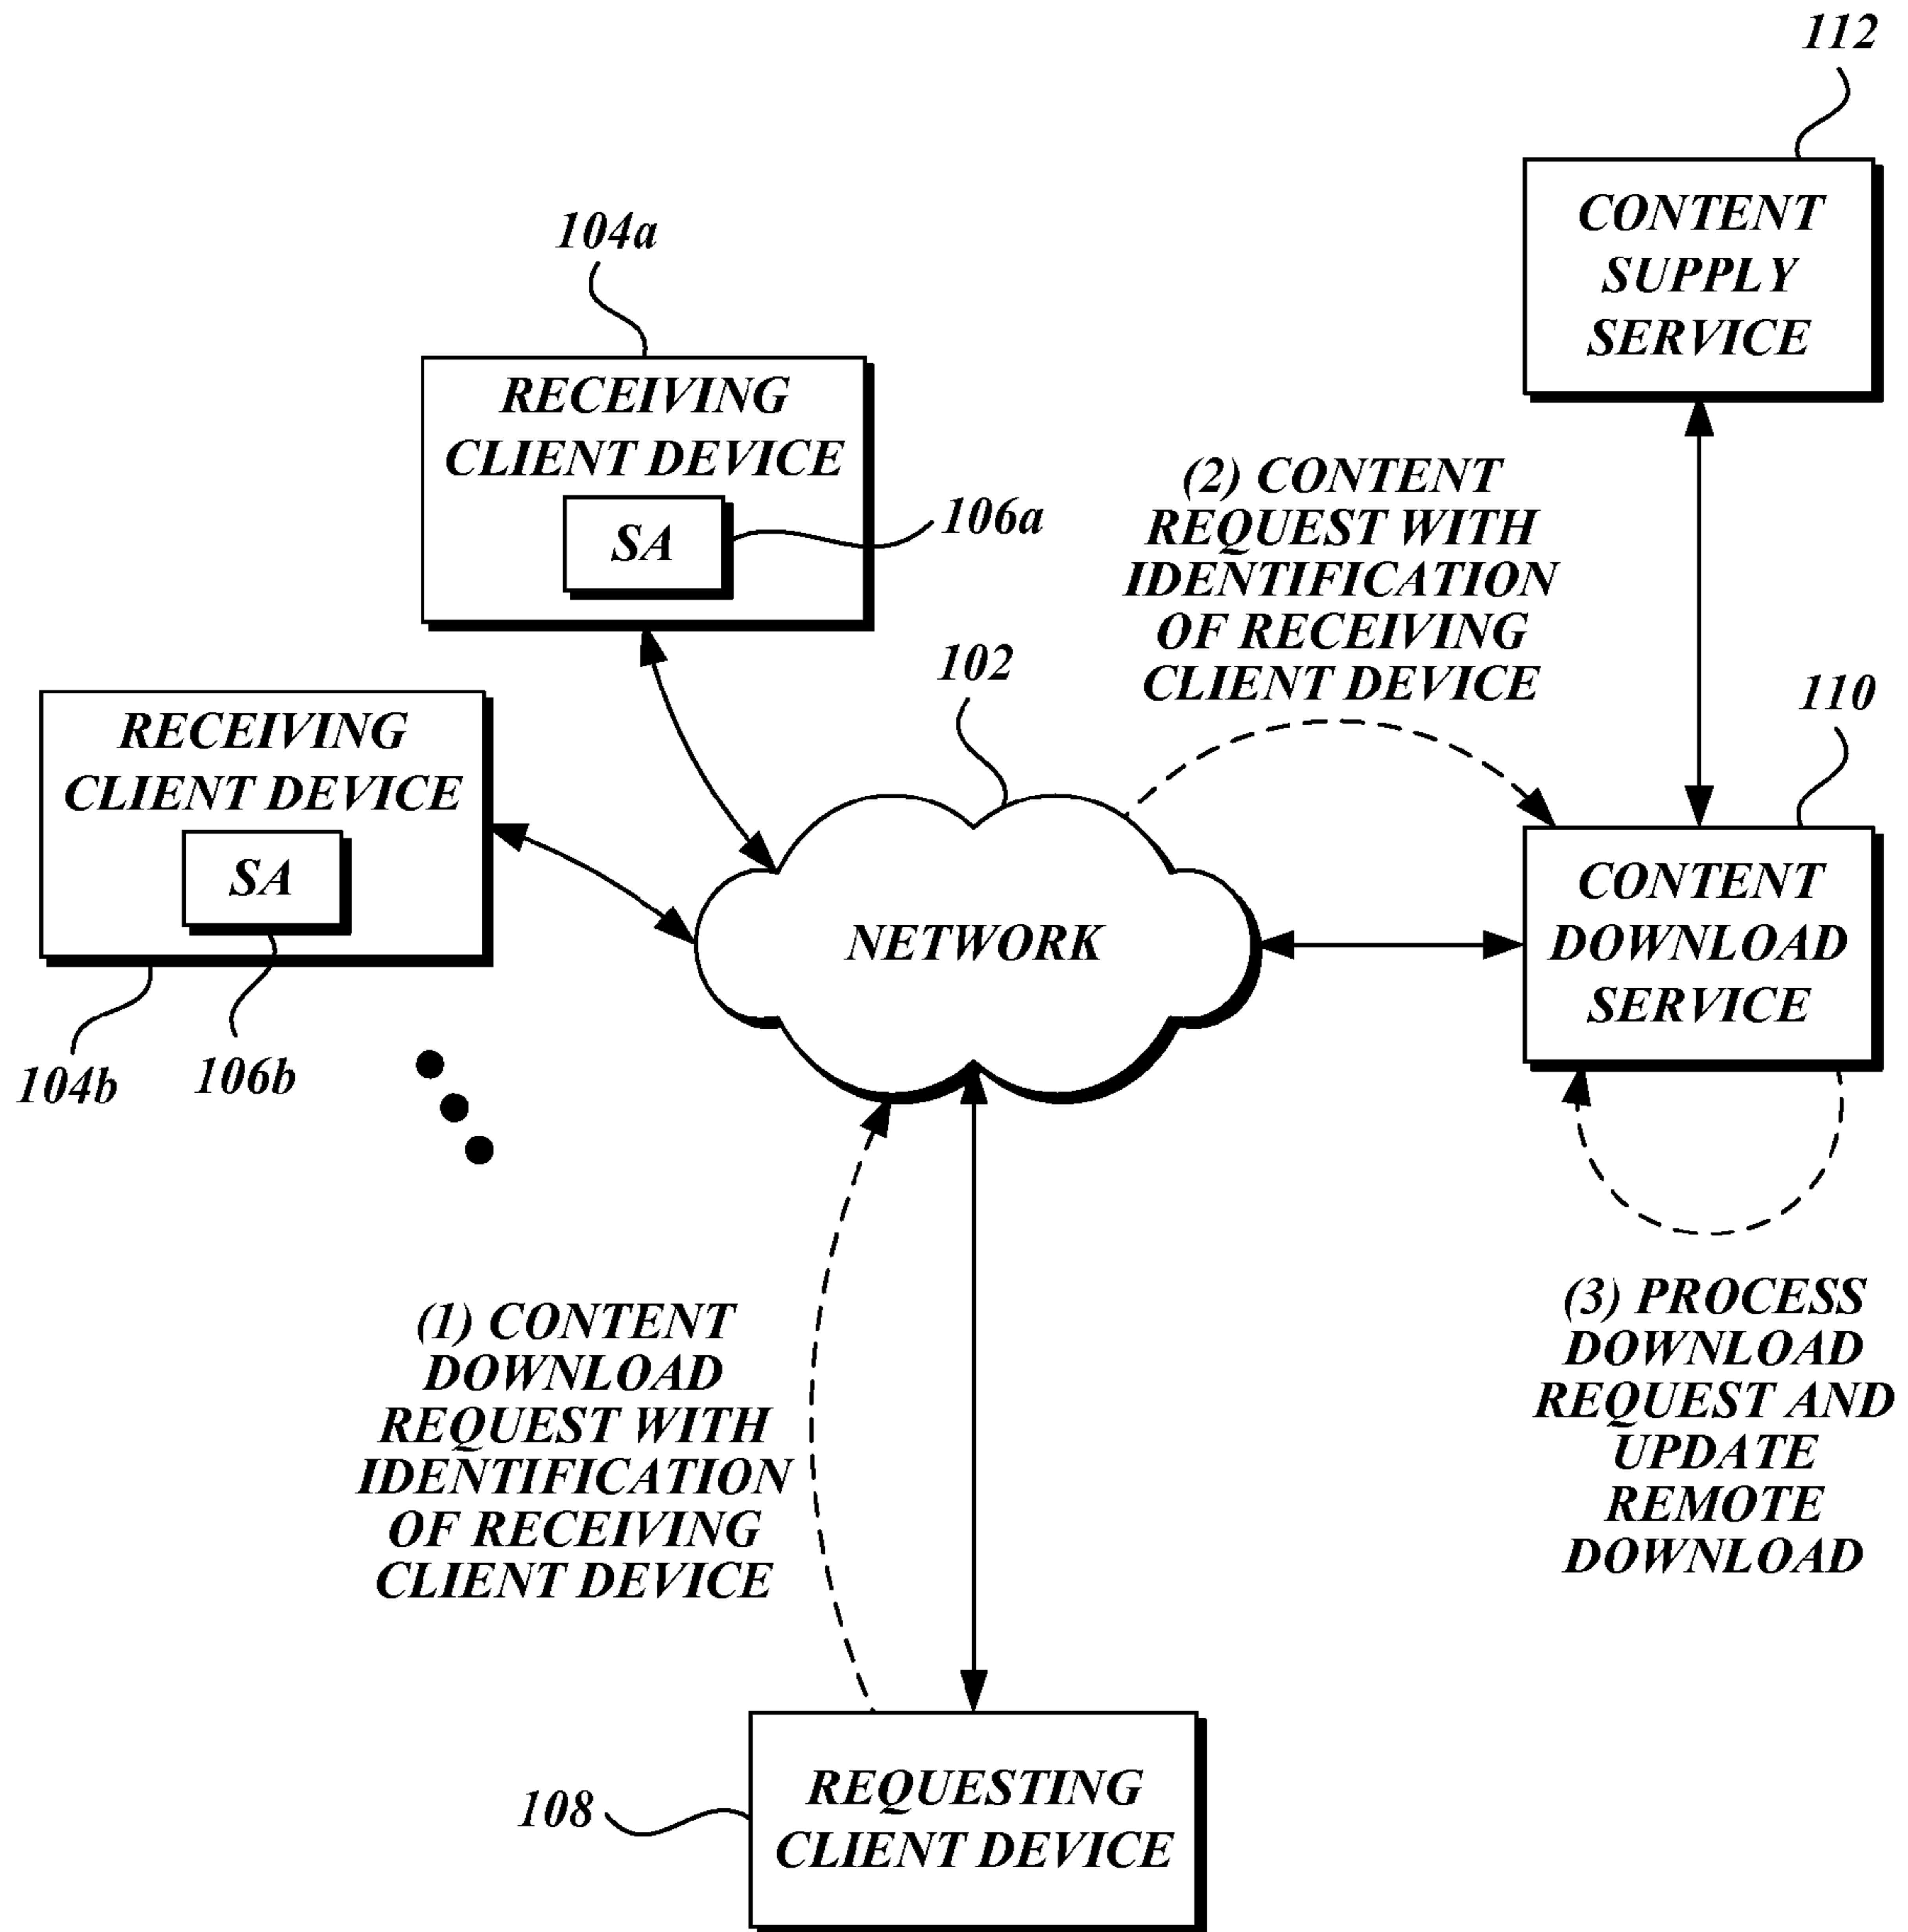 112
CONTENT
SUPPLY
SERVICE
104a
RECEIVING
CLIENT DEVICE
SA
106a
(2) CONTENT
REQUEST WITH
IDENTIFICATION
OF RECEIVING
CLIENT DEVICE
102
110
RECEIVING
CLIENT DEVICE
SA
104b
106b
NETWORK
CONTENT
DOWNLOAD
SERVICE
(1) CONTENT
DOWNLOAD
REQUEST WITH
IDENTIFICATION
OF RECEIVING
CLIENT DEVICE
(3) PROCESS
DOWNLOAD
REQUEST AND
UPDATE
REMOTE
DOWNLOAD
108
REQUESTING
CLIENT DEVICE